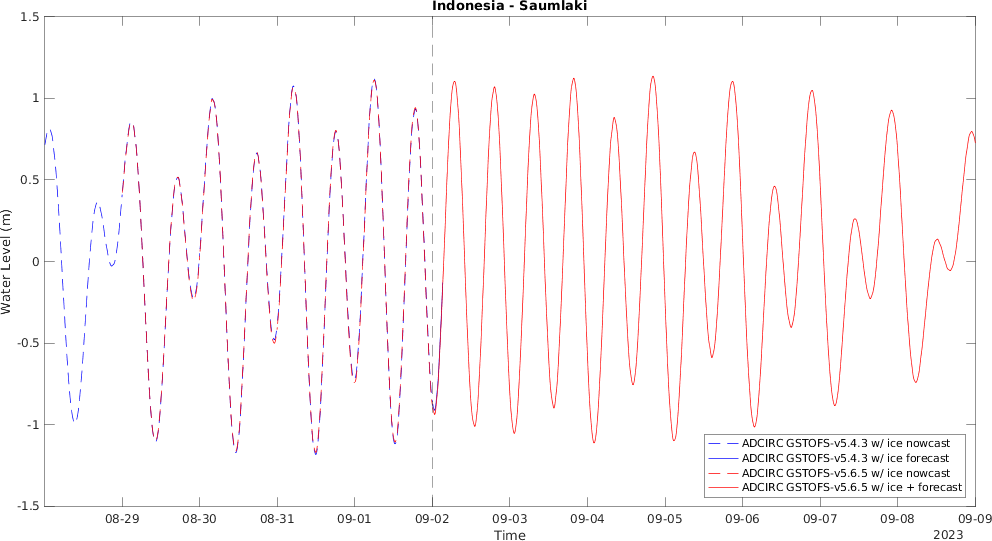 Indonesia - Saumlaki
1.5
1
0.5
0
-0.5
-1
-1.5
Water Level (m)
08-29 08-30 08-31 09-01 09-02 09-03 09-04 09-05 09-06 09-07 09-08 09-09
Time
2023
ADCIRC GSTOFS-v5.4.3 w/ ice nowcast
ADCIRC GSTOFS-v5.4.3 w/ ice forecast
ADCIRC GSTOFS-v5.6.5 w/ ice nowcast
ADCIRC GSTOFS-v5.6.5 w/ ice + forecast